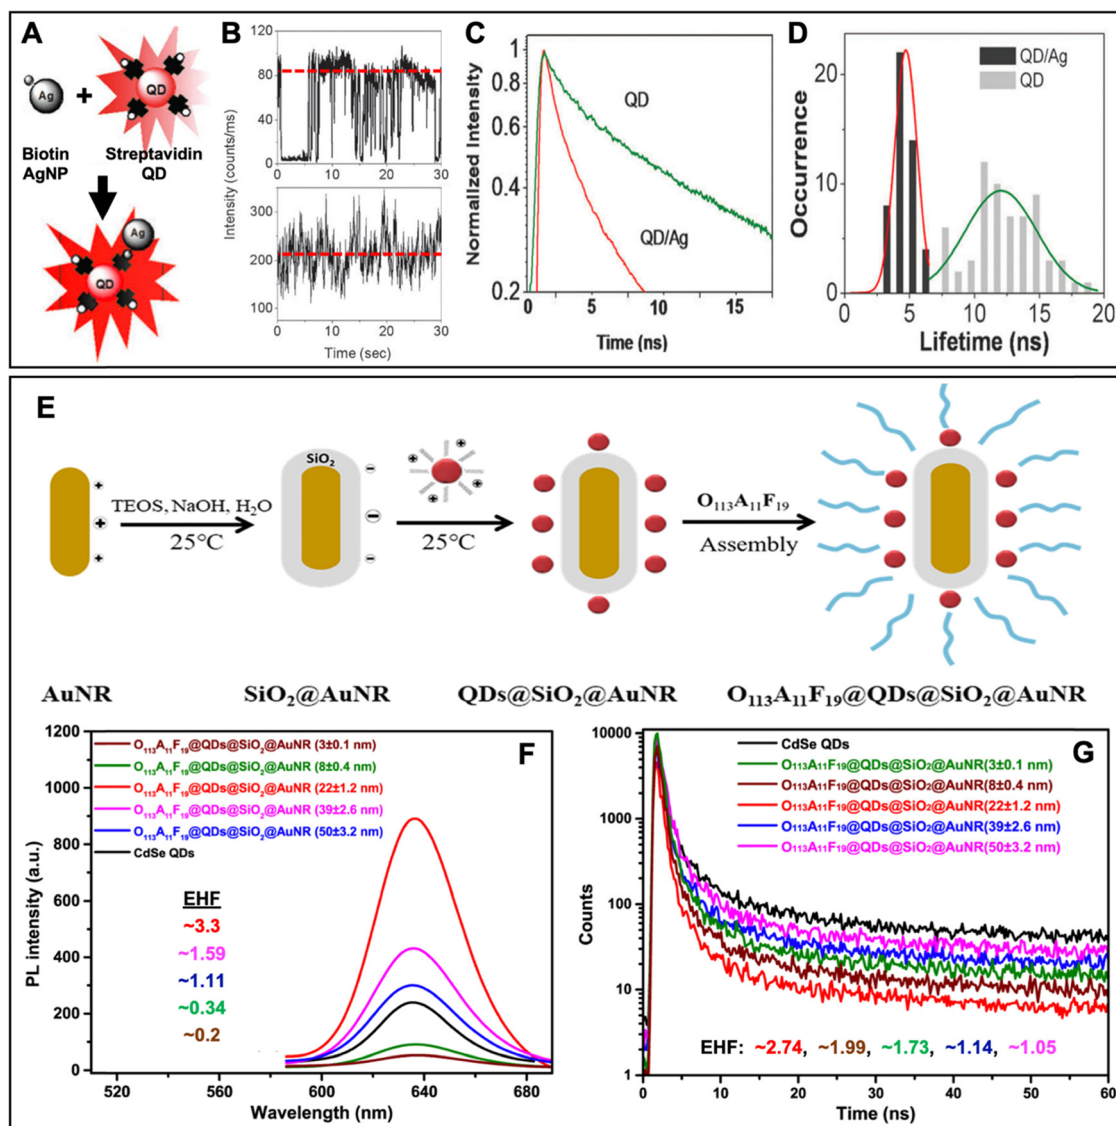 A
Ag
+
QD
Biotin
AgNP
Streptavidin
QD
Ag
QD
B
Intensity (counts/ms)
120
80
40
0
0 10 20 30
350
300
200
100
0 10 20 30
Time (sec)
C
Normalized Intensity
1
0.8
0.6
0.4
0.2
QD
QD/Ag
5 10 15
Time (ns)
D
QD/Ag
QD
Occurrence
20
10
0
0 5 10 15 20
Lifetime (ns)
E
+
+
+
TEOS, NaOH, H₂O
25°C
SiO₂
−
−
−
+
+
+
+
25°C
O₁₁₃A₁₁F₁₉
Assembly
AuNR
SiO₂@AuNR
QDs@SiO₂@AuNR
O₁₁₃A₁₁F₁₉@QDs@SiO₂@AuNR
F
PL intensity (a.u.)
1200
1000
800
600
400
200
0
O₁₁₃A₁₁F₁₉@QDs@SiO₂@AuNR (3±0.1 nm)
O₁₁₃A₁₁F₁₉@QDs@SiO₂@AuNR (8±0.4 nm)
O₁₁₃A₁₁F₁₉@QDs@SiO₂@AuNR (22±1.2 nm)
O₁₁₃A₁₁F₁₉@QDs@SiO₂@AuNR (39±2.6 nm)
O₁₁₃A₁₁F₁₉@QDs@SiO₂@AuNR (50±3.2 nm)
CdSe QDs
EHF
~3.3
~1.59
~1.11
~0.34
~0.2
520 560 600 640 680
Wavelength (nm)
G
Counts
10000
1000
100
10
1
CdSe QDs
O₁₁₃A₁₁F₁₉@QDs@SiO₂@AuNR(3±0.1 nm)
O₁₁₃A₁₁F₁₉@QDs@SiO₂@AuNR(8±0.4 nm)
O₁₁₃A₁₁F₁₉@QDs@SiO₂@AuNR(22±1.2 nm)
O₁₁₃A₁₁F₁₉@QDs@SiO₂@AuNR(39±2.6 nm)
O₁₁₃A₁₁F₁₉@QDs@SiO₂@AuNR(50±3.2 nm)
EHF: ~2.74, ~1.99, ~1.73, ~1.14, ~1.05
0 10 20 30 40 50 60
Time (ns)